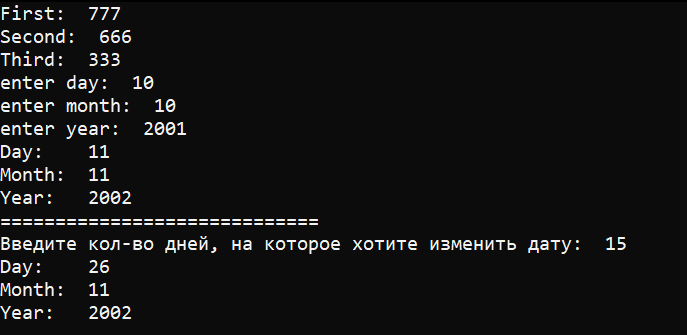 First:  777
Second:  666
Third:  333
enter day:  10
enter month:  10
enter year:  2001
Day:    11
Month:  11
Year:   2002
=============================
Введите кол-во дней, на которое хотите изменить дату:  15
Day:    26
Month:  11
Year:   2002